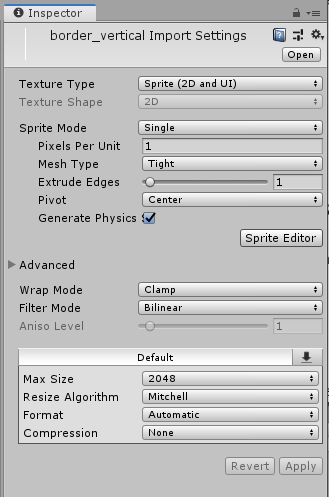 Inspector
border_vertical Import Settings
Open
Texture Type Sprite (2D and UI)
Texture Shape 2D
Sprite Mode Single
Pixels Per Unit 1
Mesh Type Tight
Extrude Edges 1
Pivot Center
Generate Physics
Sprite Editor
Advanced
Wrap Mode Clamp
Filter Mode Bilinear
Aniso Level 1
Default
Max Size 2048
Resize Algorithm Mitchell
Format Automatic
Compression None
Revert Apply